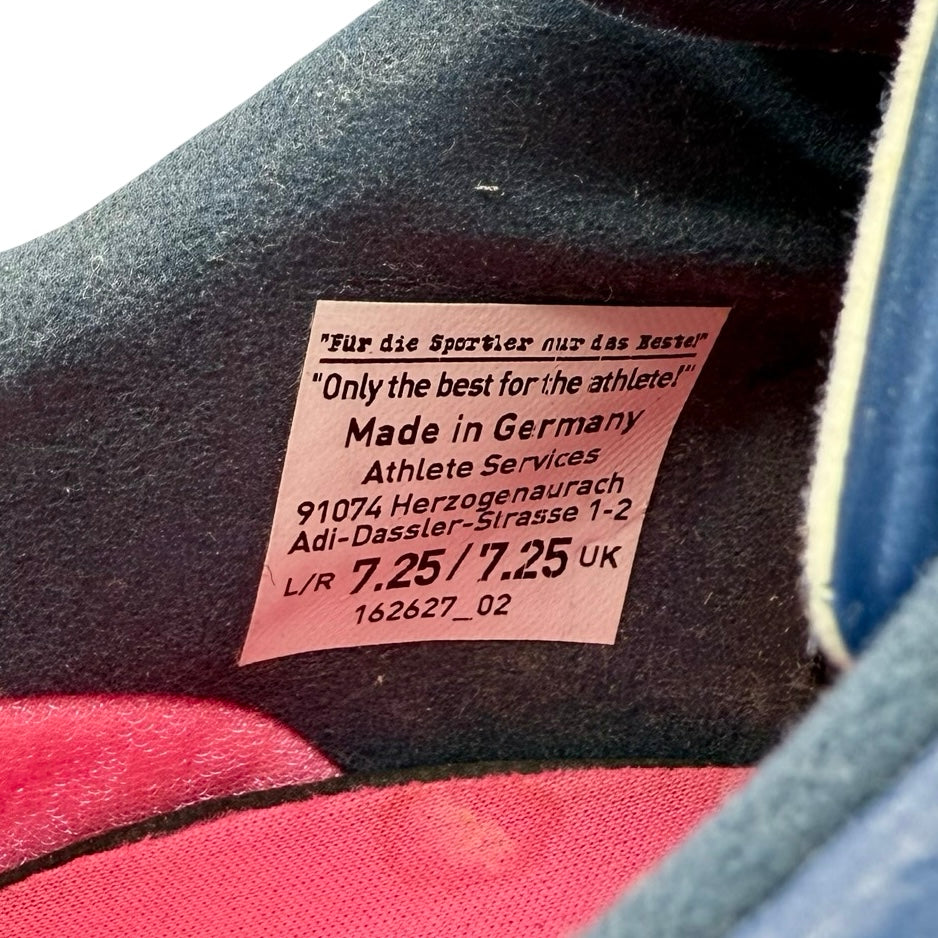 "Für die Sportler nur das Beste!"
"Only the best for the athlete!"
Made in Germany
Athlete Services
91074 Herzogenaurach
Adi-Dassler-Strasse 1-2
L/R 7.25 / 7.25 UK
162627_02